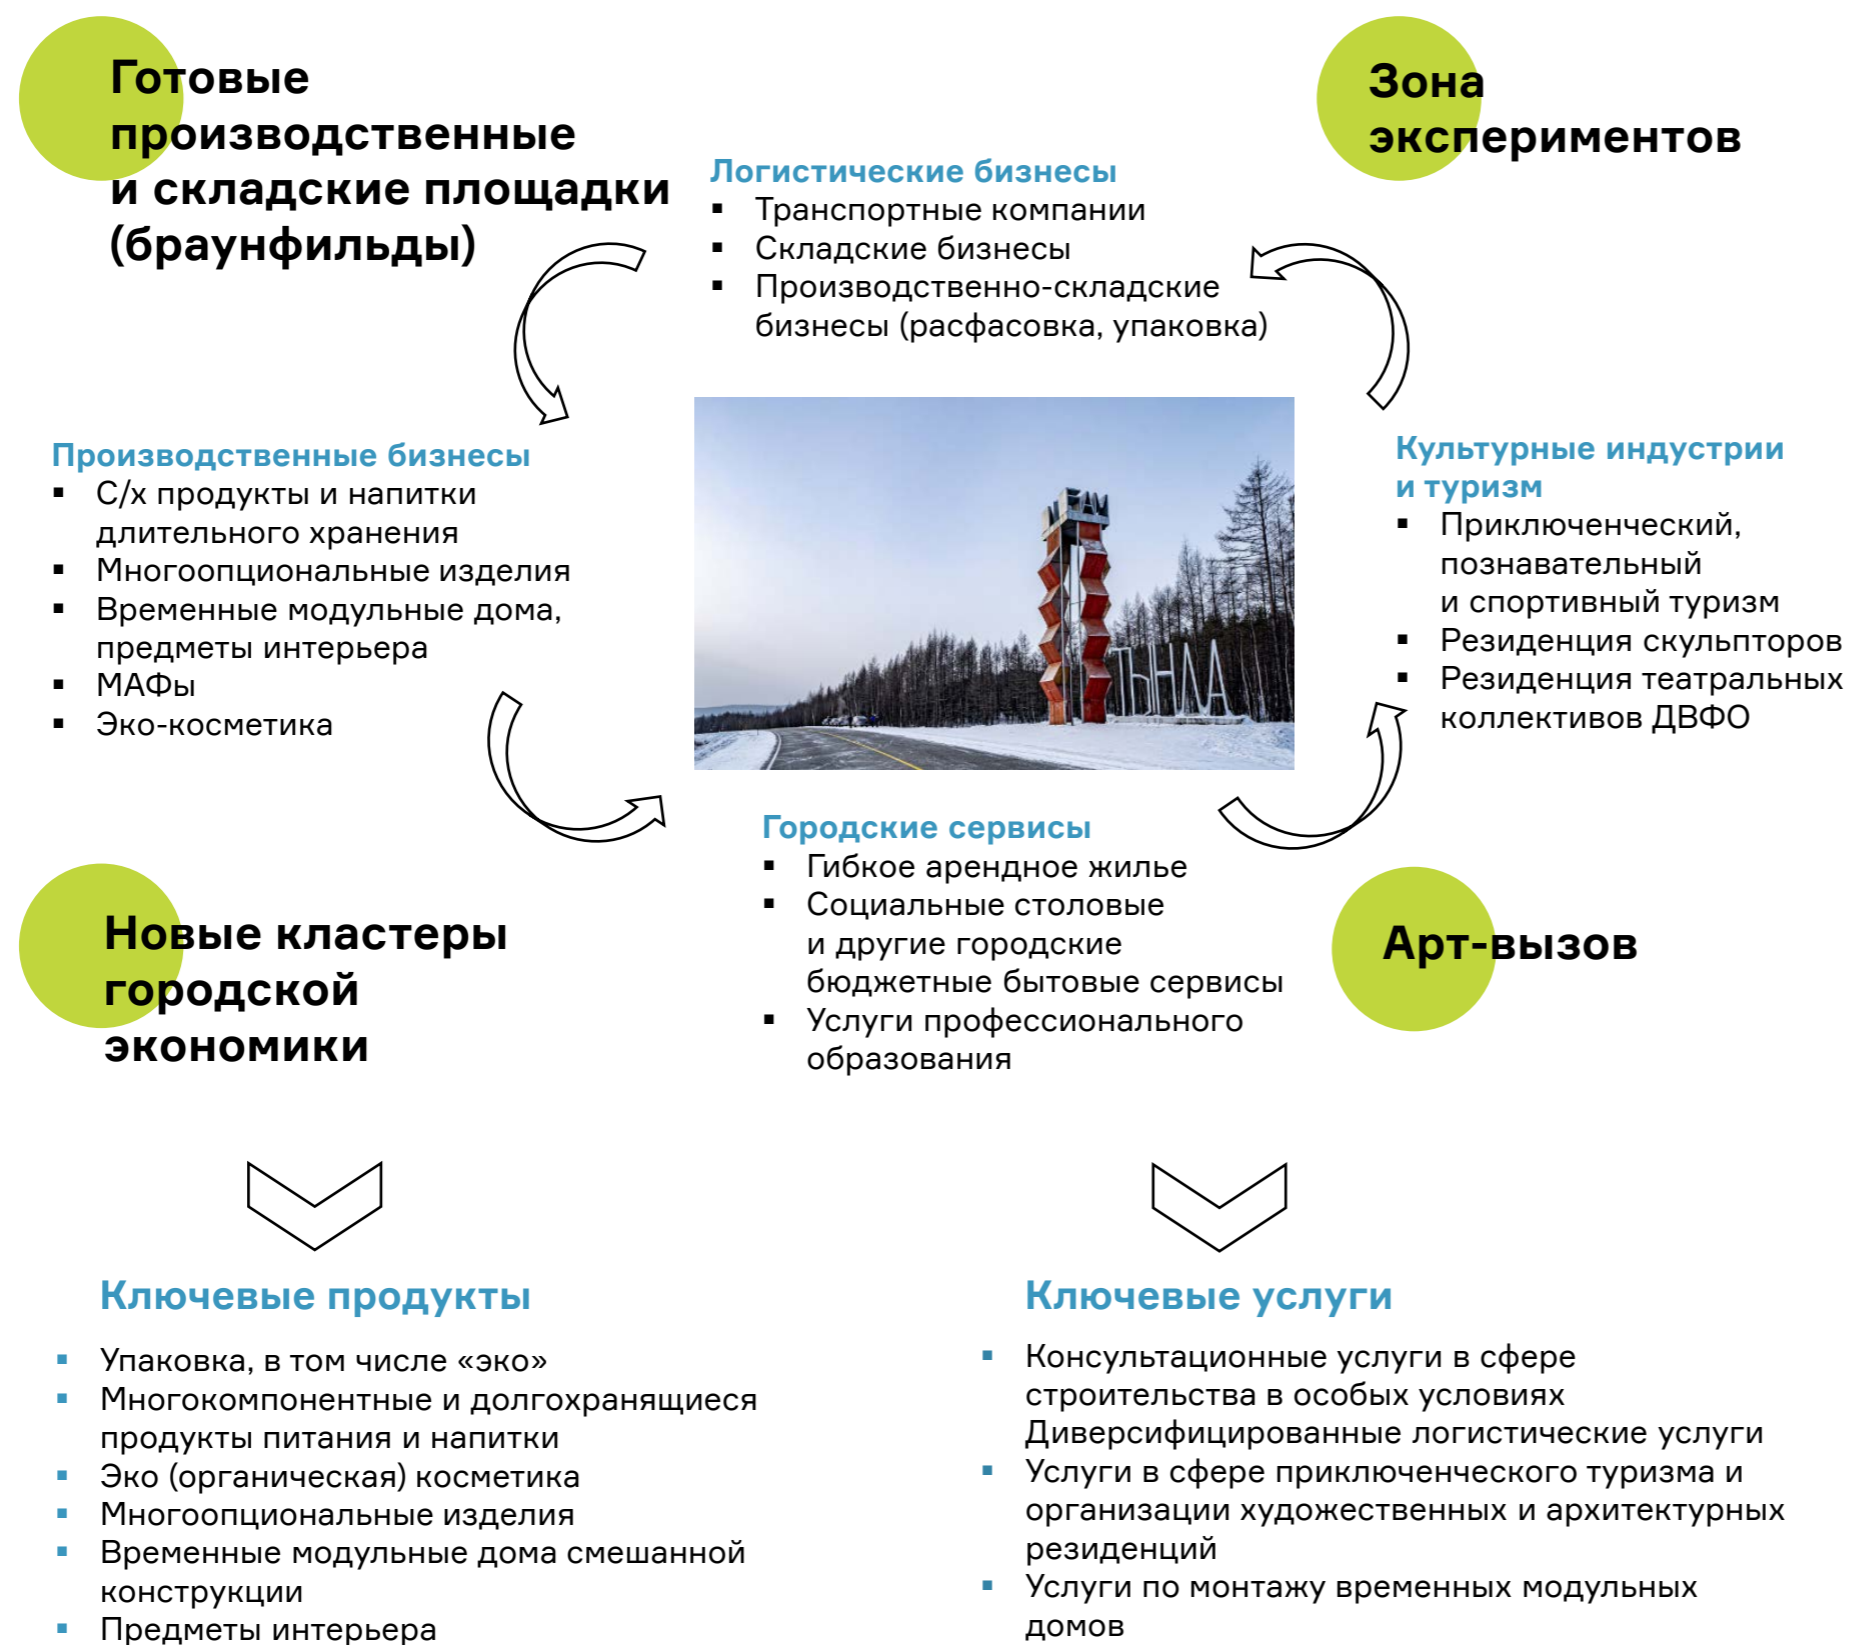 Готовые
производственные
и складские площадки
(браунфильды)
Зона
экспериментов
Логистические бизнесы
▪ Транспортные компании
▪ Складские бизнесы
▪ Производственно-складские
бизнесы (расфасовка, упаковка)
Производственные бизнесы
▪ С/х продукты и напитки
длительного хранения
▪ Многоопциональные изделия
▪ Временные модульные дома,
предметы интерьера
▪ МАФы
▪ Эко-косметика
БАМ
ТЫНДА
Культурные индустрии
и туризм
▪ Приключенческий,
познавательный
и спортивный туризм
▪ Резиденция скульпторов
▪ Резиденция театральных
коллективов ДВФО
Городские сервисы
▪ Гибкое арендное жилье
▪ Социальные столовые
и другие городские
бюджетные бытовые сервисы
▪ Услуги профессионального
образования
Новые кластеры
городской
экономики
Арт-вызов
Ключевые продукты
▪ Упаковка, в том числе «эко»
▪ Многокомпонентные и долгохранящиеся
продукты питания и напитки
▪ Эко (органическая) косметика
▪ Многоопциональные изделия
▪ Временные модульные дома смешанной
конструкции
▪ Предметы интерьера
Ключевые услуги
▪ Консультационные услуги в сфере
строительства в особых условиях
Диверсифицированные логистические услуги
▪ Услуги в сфере приключенческого туризма и
организации художественных и архитектурных
резиденций
▪ Услуги по монтажу временных модульных
домов